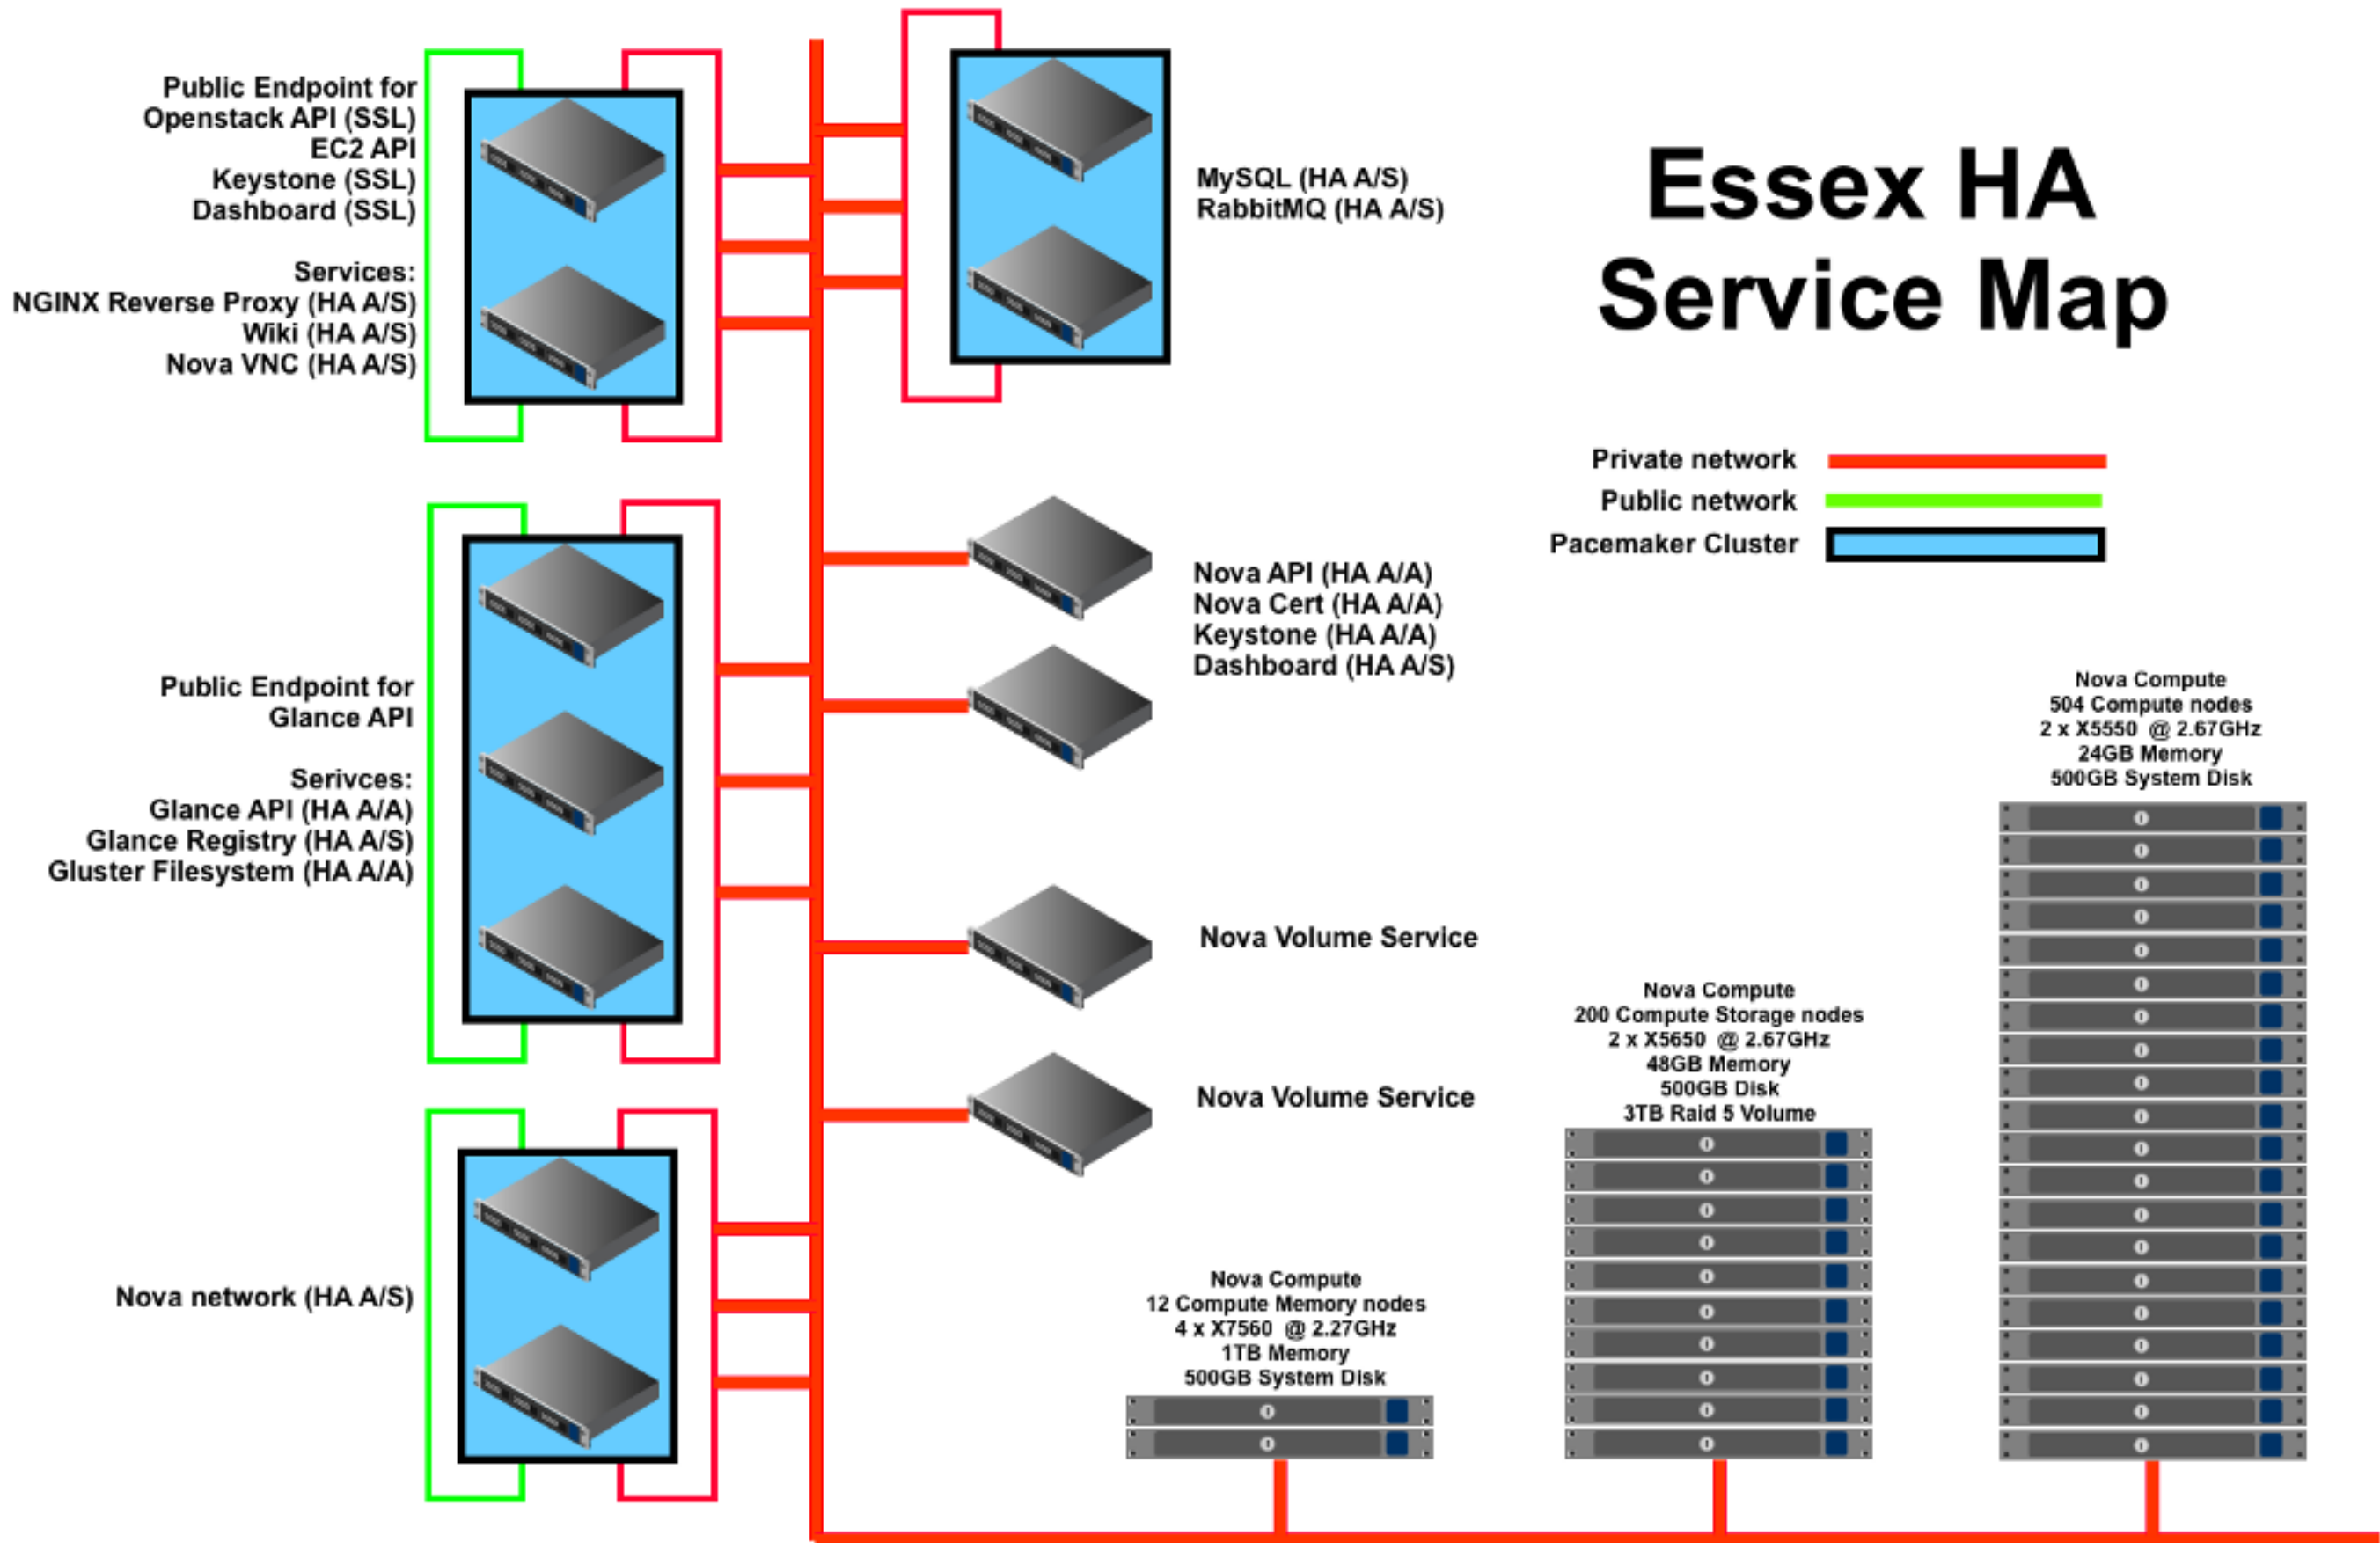 Public Endpoint for
Openstack API (SSL)
EC2 API
Keystone (SSL)
Dashboard (SSL)
Services:
NGINX Reverse Proxy (HA A/S)
Wiki (HA A/S)
Nova VNC (HA A/S)
MySQL (HA A/S)
RabbitMQ (HA A/S)
Essex HA
Service Map
Private network
Public network
Pacemaker Cluster
Nova API (HA A/A)
Nova Cert (HA A/A)
Keystone (HA A/A)
Dashboard (HA A/S)
Public Endpoint for
Glance API
Serivces:
Glance API (HA A/A)
Glance Registry (HA A/S)
Gluster Filesystem (HA A/A)
Nova Volume Service
Nova Volume Service
Nova network (HA A/S)
Nova Compute
12 Compute Memory nodes
4 x X7560 @ 2.27GHz
1TB Memory
500GB System Disk
Nova Compute
200 Compute Storage nodes
2 x X5650 @ 2.67GHz
48GB Memory
500GB Disk
3TB Raid 5 Volume
Nova Compute
504 Compute nodes
2 x X5550 @ 2.67GHz
24GB Memory
500GB System Disk